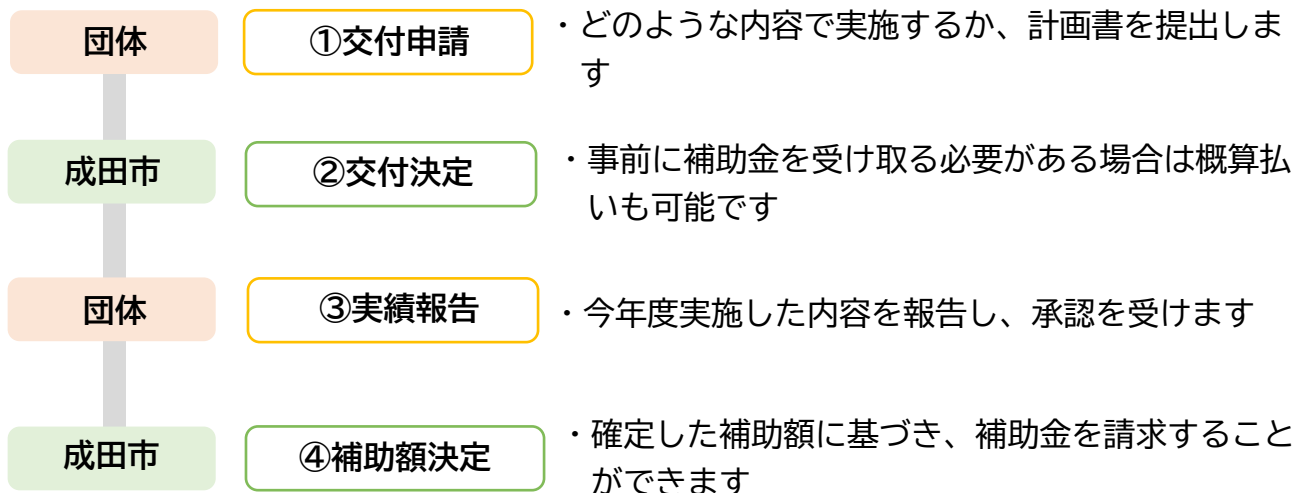 団体
①交付申請
・どのような内容で実施するか、計画書を提出しま
す
成田市
②交付決定
・事前に補助金を受け取る必要がある場合は概算払
いも可能です
団体
③実績報告
・今年度実施した内容を報告し、承認を受けます
成田市
④補助額決定
・確定した補助額に基づき、補助金を請求すること
ができます